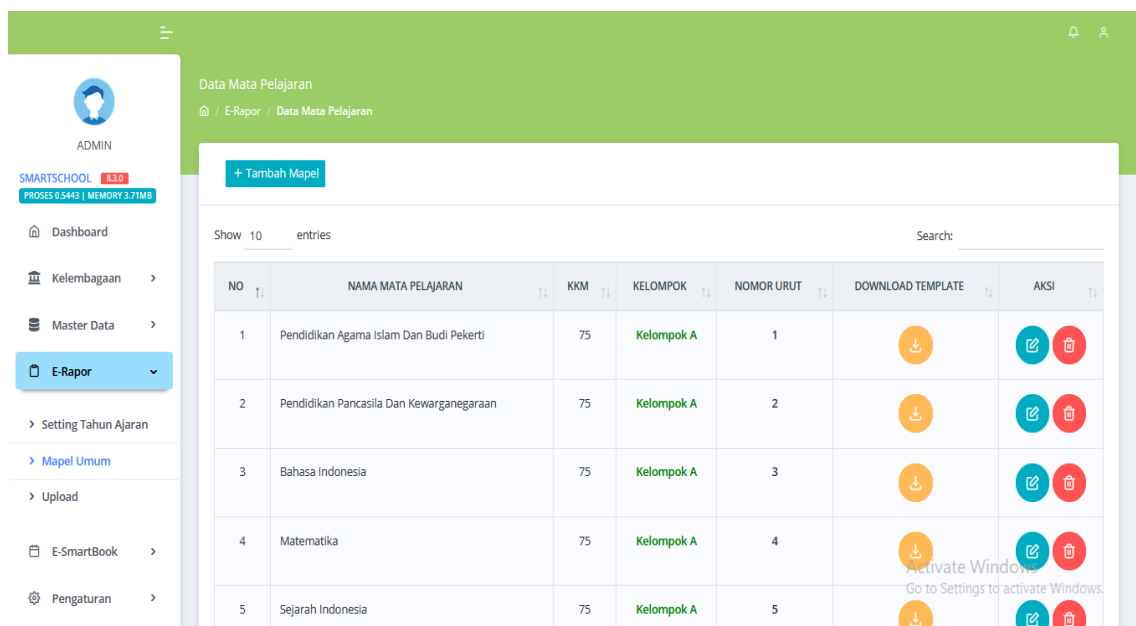 Data Mata Pelajaran
/ E-Rapor / Data Mata Pelajaran
ADMIN
SMARTSCHOOL 8.3.0
PROSES 0.5443 | MEMORY 3.71MB
Dashboard
Kelembagaan
Master Data
E-Rapor
Setting Tahun Ajaran
Mapel Umum
Upload
E-SmartBook
Pengaturan
+ Tambah Mapel
Show 10 entries
Search:
NO NAMA MATA PELAJARAN KKM KELOMPOK NOMOR URUT DOWNLOAD TEMPLATE AKSI
1 Pendidikan Agama Islam Dan Budi Pekerti 75 Kelompok A 1
2 Pendidikan Pancasila Dan Kewarganegaraan 75 Kelompok A 2
3 Bahasa Indonesia 75 Kelompok A 3
4 Matematika 75 Kelompok A 4
5 Sejarah Indonesia 75 Kelompok A 5
Activate Windows
Go to Settings to activate Windows.